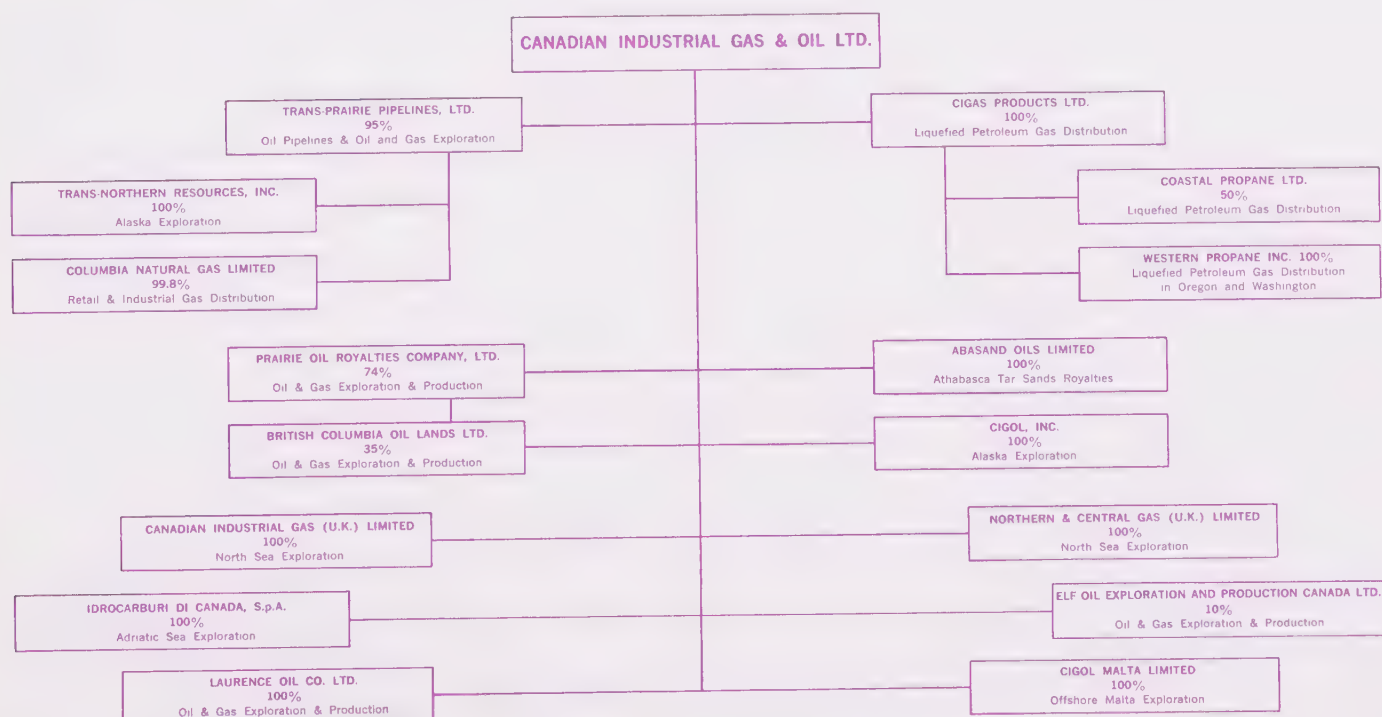 CANADIAN INDUSTRIAL GAS & OIL LTD.
TRANS-PRAIRIE PIPELINES, LTD.
95%
Oil Pipelines & Oil and Gas Exploration
CIGAS PRODUCTS LTD.
100%
Liquefied Petroleum Gas Distribution
TRANS-NORTHERN RESOURCES, INC.
100%
Alaska Exploration
COASTAL PROPANE LTD.
50%
Liquefied Petroleum Gas Distribution
COLUMBIA NATURAL GAS LIMITED
99.8%
Retail & Industrial Gas Distribution
WESTERN PROPANE INC. 100%
Liquefied Petroleum Gas Distribution
in Oregon and Washington
PRAIRIE OIL ROYALTIES COMPANY, LTD.
74%
Oil & Gas Exploration & Production
ABASAND OILS LIMITED
100%
Athabasca Tar Sands Royalties
BRITISH COLUMBIA OIL LANDS LTD.
35%
Oil & Gas Exploration & Production
CIGOL, INC.
100%
Alaska Exploration
CANADIAN INDUSTRIAL GAS (U.K.) LIMITED
100%
North Sea Exploration
NORTHERN & CENTRAL GAS (U.K.) LIMITED
100%
North Sea Exploration
IDROCARBURI DI CANADA, S.p.A.
100%
Adriatic Sea Exploration
ELF OIL EXPLORATION AND PRODUCTION CANADA LTD.
10%
Oil & Gas Exploration & Production
LAURENCE OIL CO. LTD.
100%
Oil & Gas Exploration & Production
CIGOL MALTA LIMITED
100%
Offshore Malta Exploration